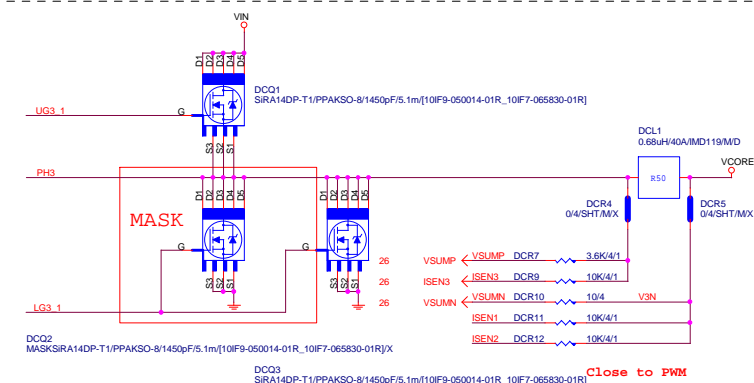 VIN
D1 D2 D3 D4 D5
DCQ1
SiRA14DP-T1/PPAKSO-8/1450pF/5.1m/[10IF9-050014-01R_10IF7-065830-01R]
UG3_1
G
S3 S2 S1
DCL1
0.68uH/40A/IMD119/M/D
VCORE
PH3
R50
D1 D2 D3 D4 D5
D1 D2 D3 D4 D5
DCR4
0/4/SHT/M/X
DCR5
0/4/SHT/M/X
MASK
G
G
26 VSUMP VSUMP DCR7 3.6K/4/1
S3 S2 S1
S3 S2 S1
26 ISEN3 ISEN3 DCR9 10K/4/1
26 VSUMN VSUMN DCR10 10/4 V3N
LG3_1
ISEN1 DCR11 10K/4/1
DCQ2
ISEN2 DCR12 10K/4/1
MASKSiRA14DP-T1/PPAKSO-8/1450pF/5.1m/[10IF9-050014-01R_10IF7-065830-01R]/X
DCQ3
Close to PWM
SiRA14DP-T1/PPAKSO-8/1450pF/5.1m/[10IF9-050014-01R_10IF7-065830-01R]